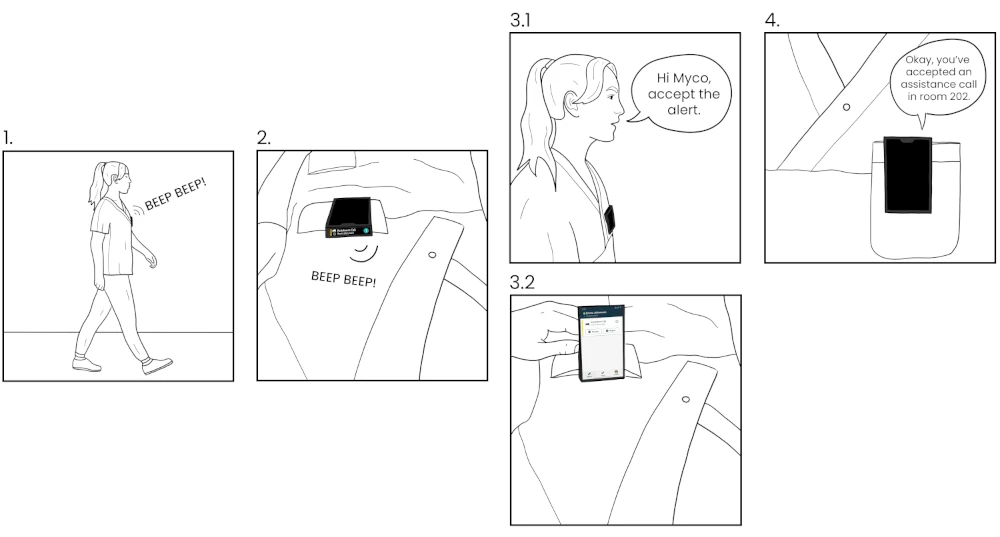 1.
BEEP BEEP!
2.
BEEP BEEP!
3.1
Hi Myco,
accept the
alert.
3.2
4.
Okay, you've
accepted an
assistance call
in room 202.